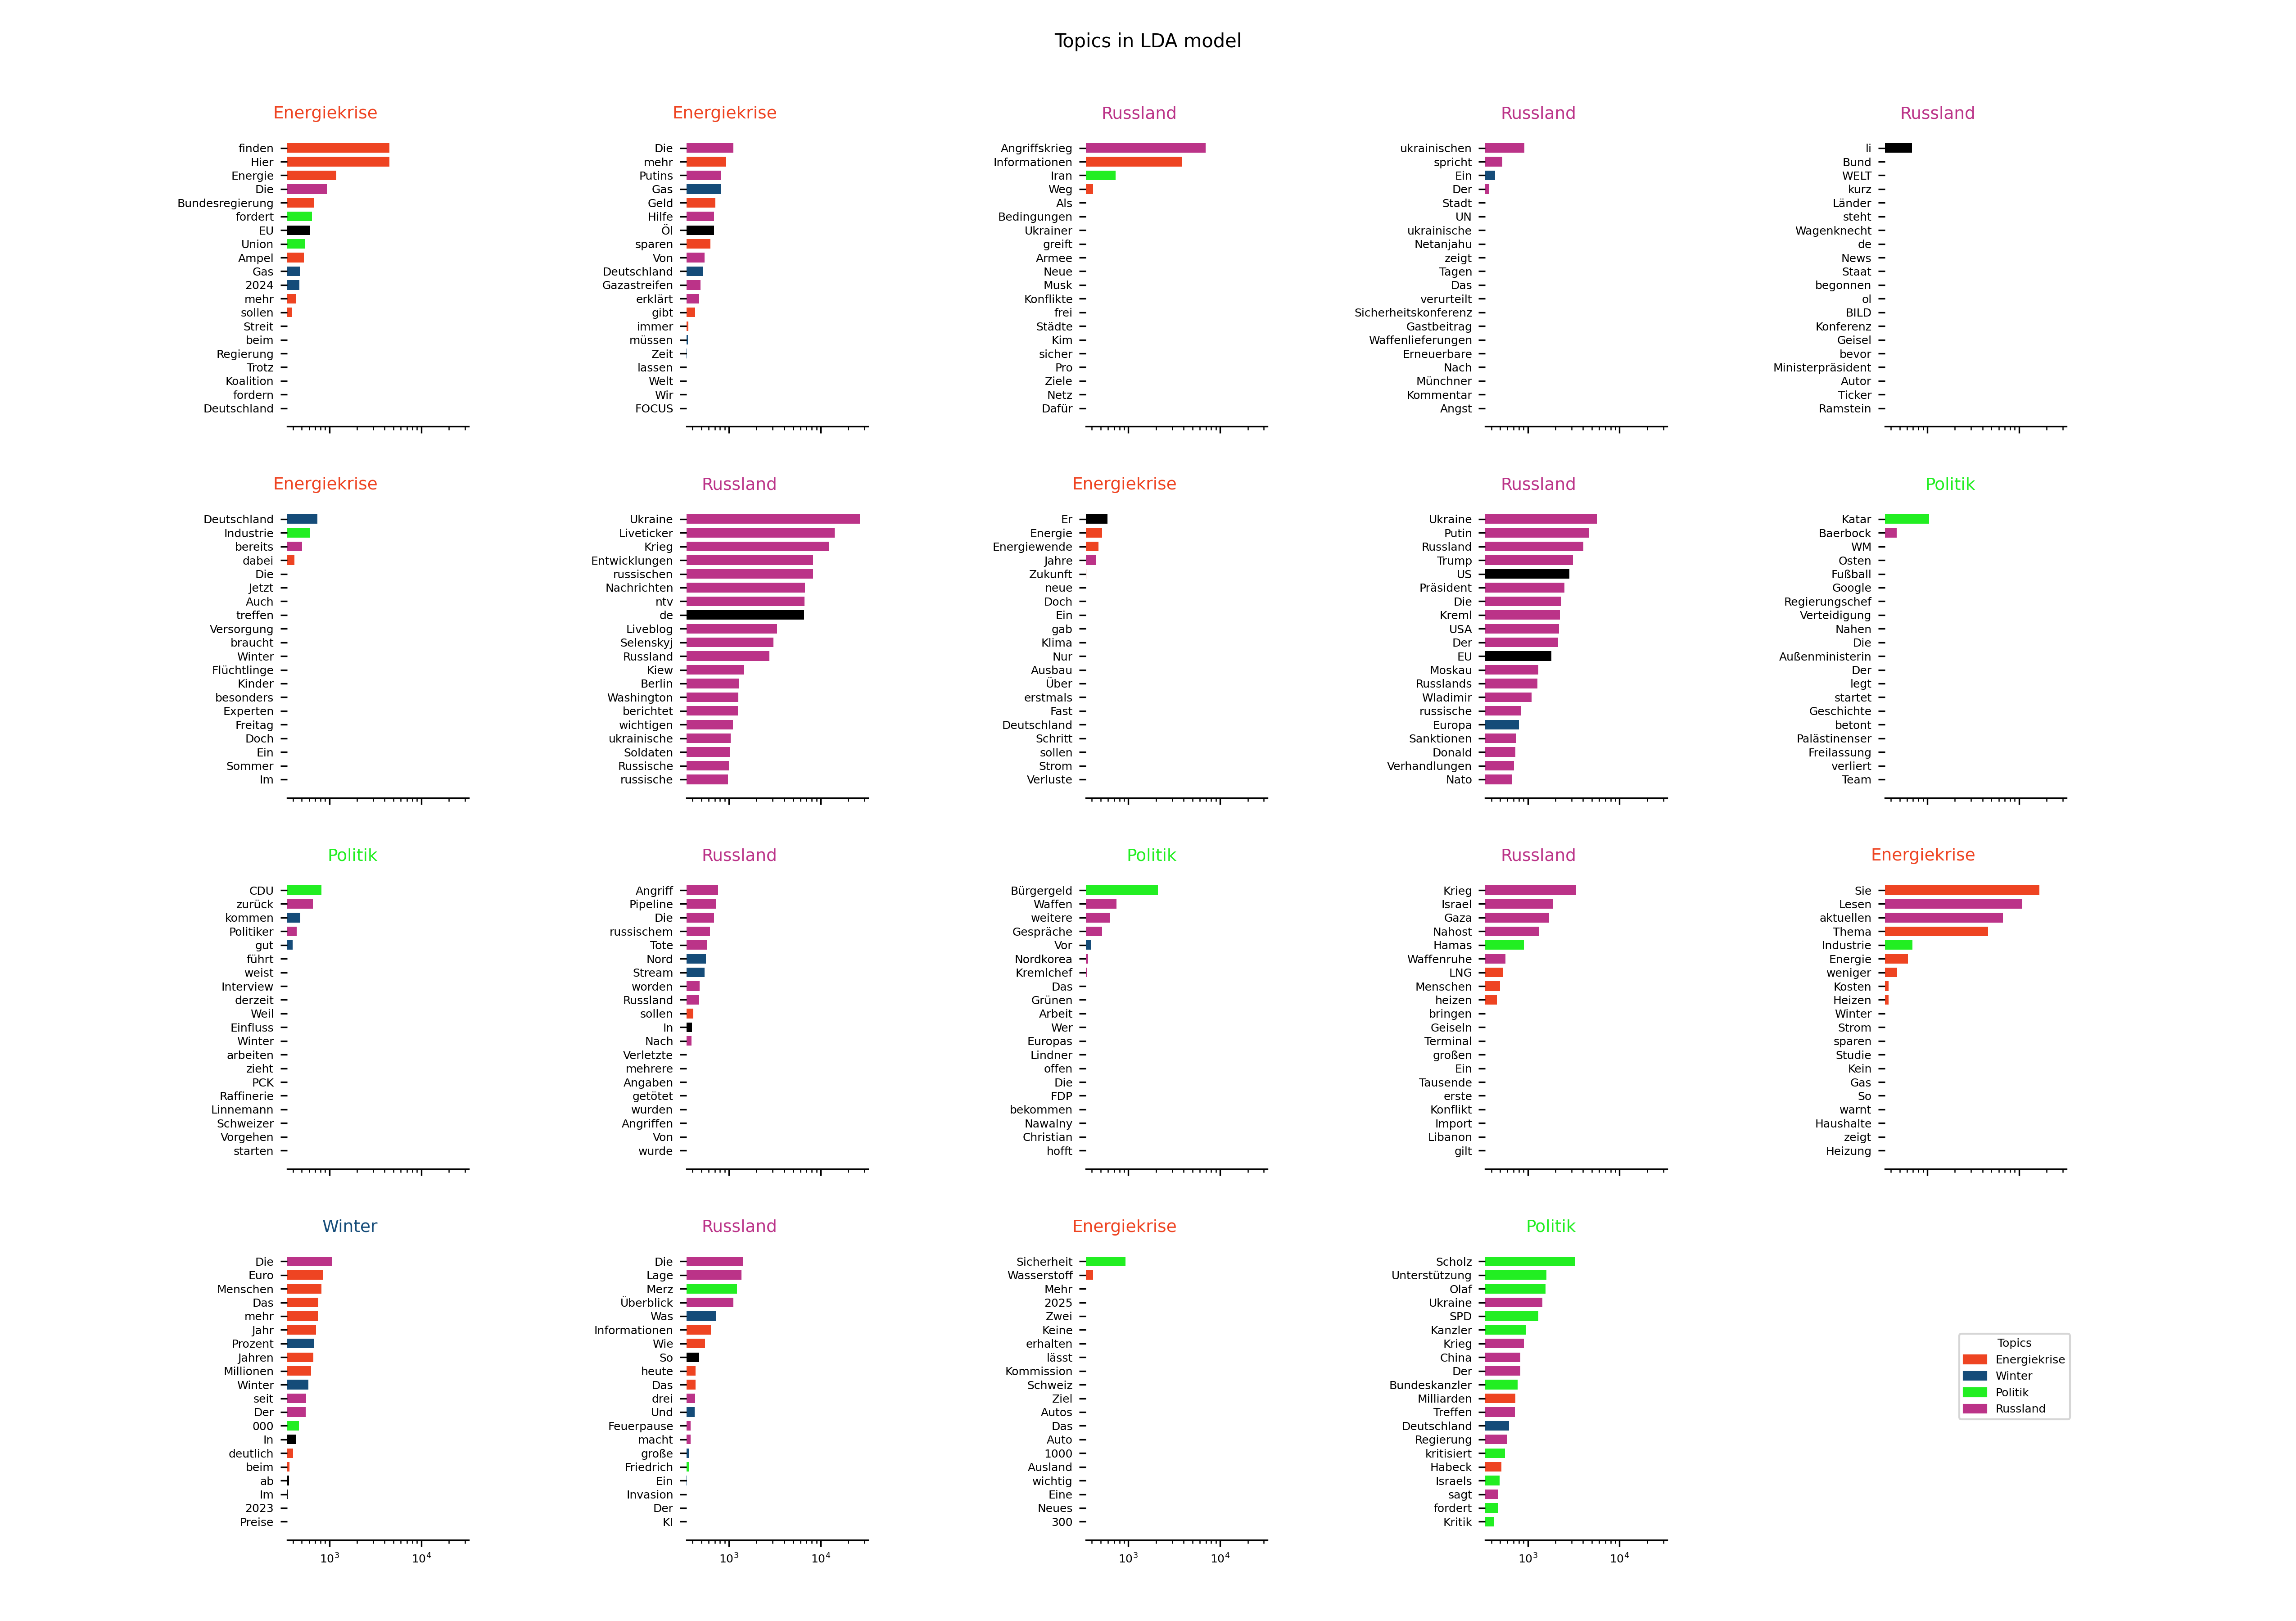 Topics in LDA model
Energiekrise
finden
Hier
Energie
Die
Bundesregierung
fordert
EU
Union
Ampel
Gas
2024
mehr
sollen
Streit
beim
Regierung
Trotz
Koalition
fordern
Deutschland
Energiekrise
Die
mehr
Putins
Gas
Geld
Hilfe
Öl
sparen
Von
Deutschland
Gazastreifen
erklärt
gibt
immer
müssen
Zeit
lassen
Welt
Wir
FOCUS
Russland
Angriffskrieg
Informationen
Iran
Weg
Als
Bedingungen
Ukrainer
greift
Armee
Neue
Musk
Konflikte
frei
Städte
Kim
sicher
Pro
Ziele
Netz
Dafür
Russland
ukrainischen
spricht
Ein
Der
Stadt
UN
ukrainische
Netanjahu
zeigt
Tagen
Das
verurteilt
Sicherheitskonferenz
Gastbeitrag
Waffenlieferungen
Erneuerbare
Nach
Münchner
Kommentar
Angst
Russland
li
Bund
WELT
kurz
Länder
steht
Wagenknecht
de
News
Staat
begonnen
ol
BILD
Konferenz
Geisel
bevor
Ministerpräsident
Autor
Ticker
Ramstein
Energiekrise
Deutschland
Industrie
bereits
dabei
Die
Jetzt
Auch
treffen
Versorgung
braucht
Winter
Flüchtlinge
Kinder
besonders
Experten
Freitag
Doch
Ein
Sommer
Im
Russland
Ukraine
Liveticker
Krieg
Entwicklungen
russischen
Nachrichten
ntv
de
Liveblog
Selenskyj
Russland
Kiew
Berlin
Washington
berichtet
wichtigen
ukrainische
Soldaten
Russische
russische
Energiekrise
Er
Energie
Energiewende
Jahre
Zukunft
neue
Doch
Ein
gab
Klima
Nur
Ausbau
Über
erstmals
Fast
Deutschland
Schritt
sollen
Strom
Verluste
Russland
Ukraine
Putin
Russland
Trump
US
Präsident
Die
Kreml
USA
Der
EU
Moskau
Russlands
Wladimir
russische
Europa
Sanktionen
Donald
Verhandlungen
Nato
Politik
Katar
Baerbock
WM
Osten
Fußball
Google
Regierungschef
Verteidigung
Nahen
Die
Außenministerin
Der
legt
startet
Geschichte
betont
Palästinenser
Freilassung
verliert
Team
Politik
CDU
zurück
kommen
Politiker
gut
führt
weist
Interview
derzeit
Weil
Einfluss
Winter
arbeiten
zieht
PCK
Raffinerie
Linnemann
Schweizer
Vorgehen
starten
Russland
Angriff
Pipeline
Die
russischem
Tote
Nord
Stream
worden
Russland
sollen
In
Nach
Verletzte
mehrere
Angaben
getötet
wurden
Angriffen
Von
wurde
Politik
Bürgergeld
Waffen
weitere
Gespräche
Vor
Nordkorea
Kremlchef
Das
Grünen
Arbeit
Wer
Europas
Lindner
offen
Die
FDP
bekommen
Nawalny
Christian
hofft
Russland
Krieg
Israel
Gaza
Nahost
Hamas
Waffenruhe
LNG
Menschen
heizen
bringen
Geiseln
Terminal
großen
Ein
Tausende
erste
Konflikt
Import
Libanon
gilt
Energiekrise
Sie
Lesen
aktuellen
Thema
Industrie
Energie
weniger
Kosten
Heizen
Winter
Strom
sparen
Studie
Kein
Gas
So
warnt
Haushalte
zeigt
Heizung
Winter
Die
Euro
Menschen
Das
mehr
Jahr
Prozent
Jahren
Millionen
Winter
seit
Der
000
In
deutlich
beim
ab
Im
2023
Preise
10³ 10⁴
Russland
Die
Lage
Merz
Überblick
Was
Informationen
Wie
So
heute
Das
drei
Und
Feuerpause
macht
große
Friedrich
Ein
Invasion
Der
KI
10³ 10⁴
Energiekrise
Sicherheit
Wasserstoff
Mehr
2025
Zwei
Keine
erhalten
lässt
Kommission
Schweiz
Ziel
Autos
Das
Auto
1000
Ausland
wichtig
Eine
Neues
300
10³ 10⁴
Politik
Scholz
Unterstützung
Olaf
Ukraine
SPD
Kanzler
Krieg
China
Der
Bundeskanzler
Milliarden
Treffen
Deutschland
Regierung
kritisiert
Habeck
Israels
sagt
fordert
Kritik
10³ 10⁴
Topics
Energiekrise
Winter
Politik
Russland